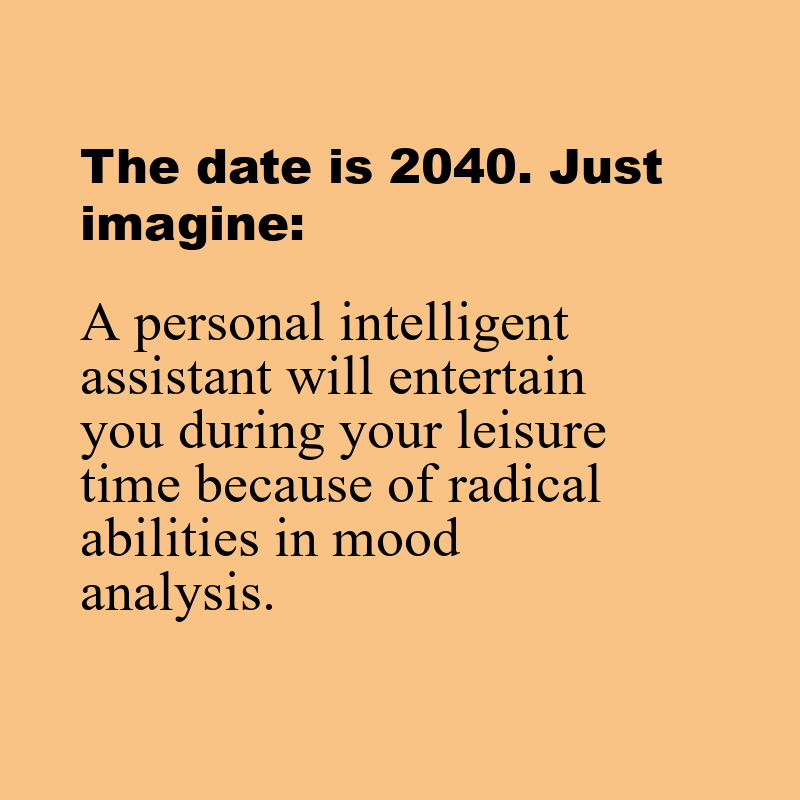 The date is 2040. Just
imagine:
A personal intelligent
assistant will entertain
you during your leisure
time because of radical
abilities in mood
analysis.